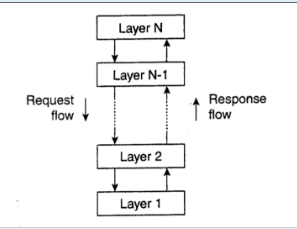 Layer N
Layer N-1
Request
flow
Response
flow
Layer 2
Layer 1